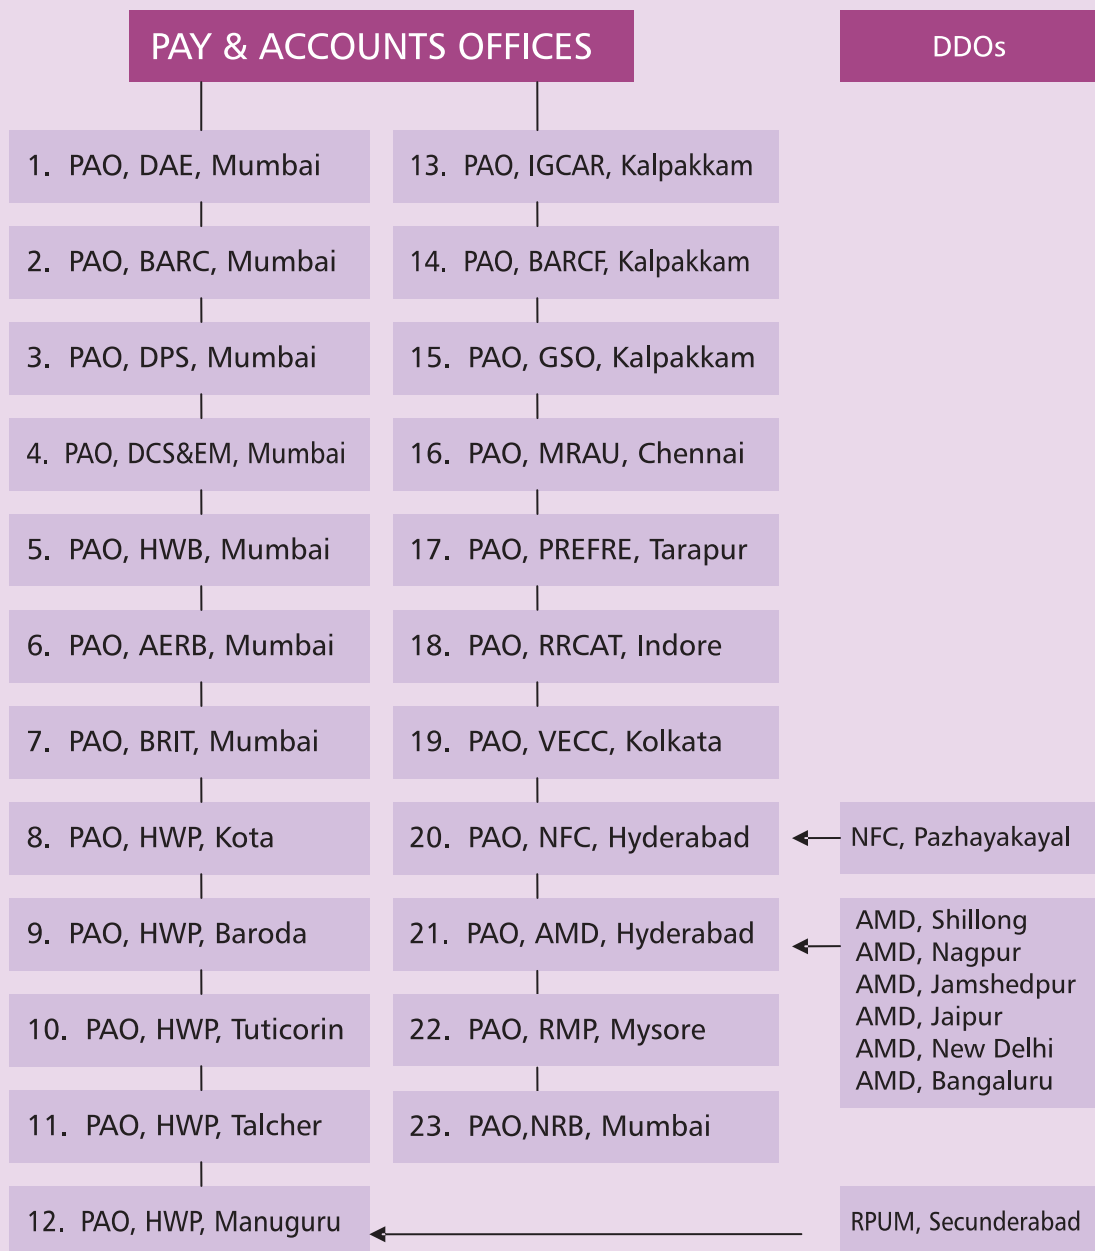 PAY & ACCOUNTS OFFICES
DDOs
1. PAO, DAE, Mumbai
2. PAO, BARC, Mumbai
3. PAO, DPS, Mumbai
4. PAO, DCS&EM, Mumbai
5. PAO, HWB, Mumbai
6. PAO, AERB, Mumbai
7. PAO, BRIT, Mumbai
8. PAO, HWP, Kota
9. PAO, HWP, Baroda
10. PAO, HWP, Tuticorin
11. PAO, HWP, Talcher
12. PAO, HWP, Manuguru
13. PAO, IGCAR, Kalpakkam
14. PAO, BARCF, Kalpakkam
15. PAO, GSO, Kalpakkam
16. PAO, MRAU, Chennai
17. PAO, PREFRE, Tarapur
18. PAO, RRCAT, Indore
19. PAO, VECC, Kolkata
20. PAO, NFC, Hyderabad
21. PAO, AMD, Hyderabad
22. PAO, RMP, Mysore
23. PAO,NRB, Mumbai
NFC, Pazhayakayal
AMD, Shillong
AMD, Nagpur
AMD, Jamshedpur
AMD, Jaipur
AMD, New Delhi
AMD, Bangaluru
RPUM, Secunderabad